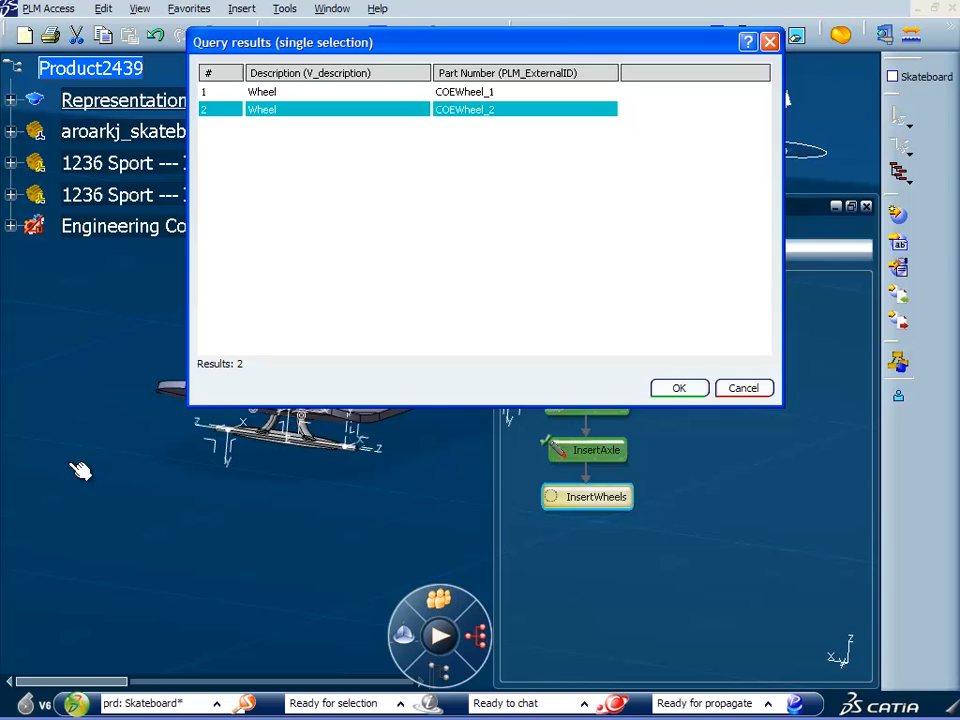 PLM Access Edit View Favorites Insert Tools Window Help
Query results (single selection)
# Description (V_description) Part Number (PLM_ExternalID)
1 Wheel COEWheel_1
2 Wheel COEWheel_2
Results: 2
OK Cancel
Product2439
Representation
aroarkj_skateb
1236 Sport ---
1236 Sport ---
Engineering Co
Skateboard
ab
InsertAxle
InsertWheels
z x z
y
z
x y
V6 prd: Skateboard* Ready for selection Ready to chat Ready for propagate CATIA